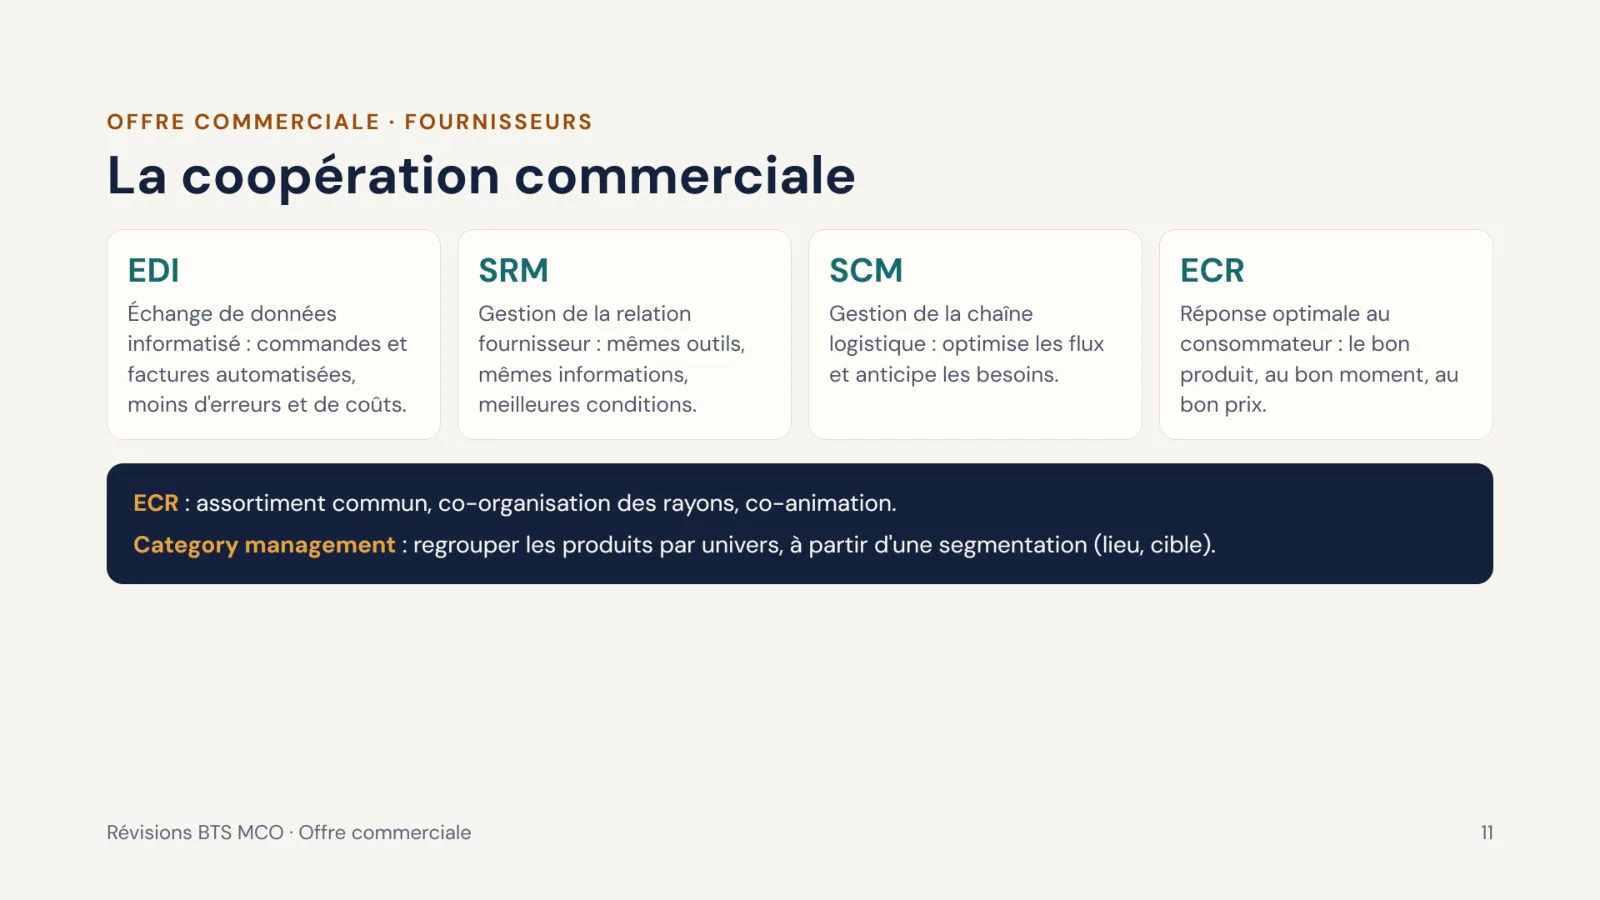 OFFRE COMMERCIALE · FOURNISSEURS
La coopération commerciale
EDI
Échange de données
informatisé : commandes et
factures automatisées,
moins d'erreurs et de coûts.
SRM
Gestion de la relation
fournisseur : mêmes outils,
mêmes informations,
meilleures conditions.
SCM
Gestion de la chaîne
logistique : optimise les flux
et anticipe les besoins.
ECR
Réponse optimale au
consommateur : le bon
produit, au bon moment, au
bon prix.
ECR : assortiment commun, co-organisation des rayons, co-animation.
Category management : regrouper les produits par univers, à partir d'une segmentation (lieu, cible).
Révisions BTS MCO · Offre commerciale
11